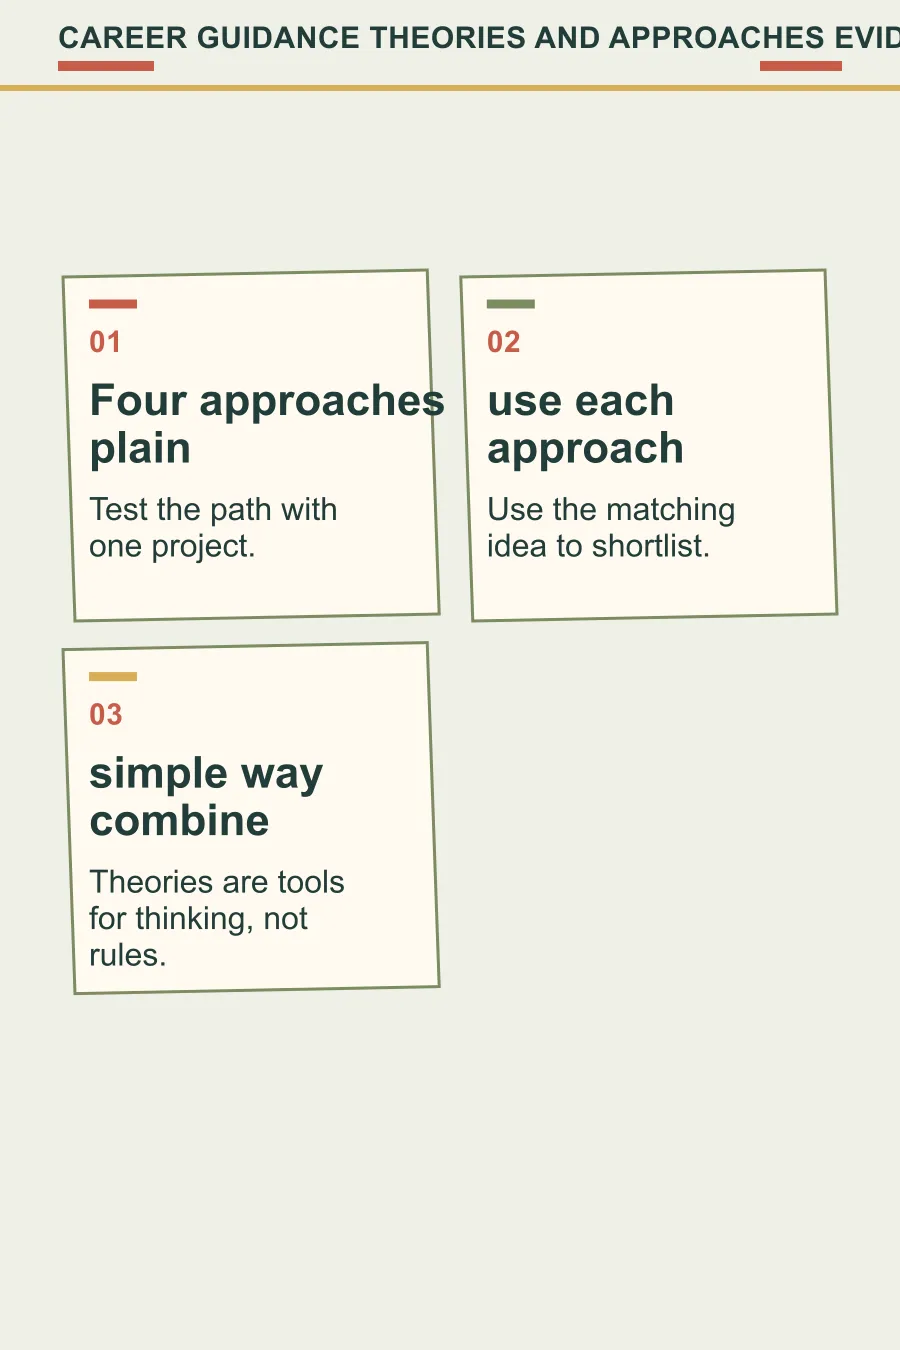 CAREER GUIDANCE THEORIES AND APPROACHES EVID
01
Four approaches
plain
Test the path with
one project.
02
use each
approach
Use the matching
idea to shortlist.
03
simple way
combine
Theories are tools
for thinking, not
rules.